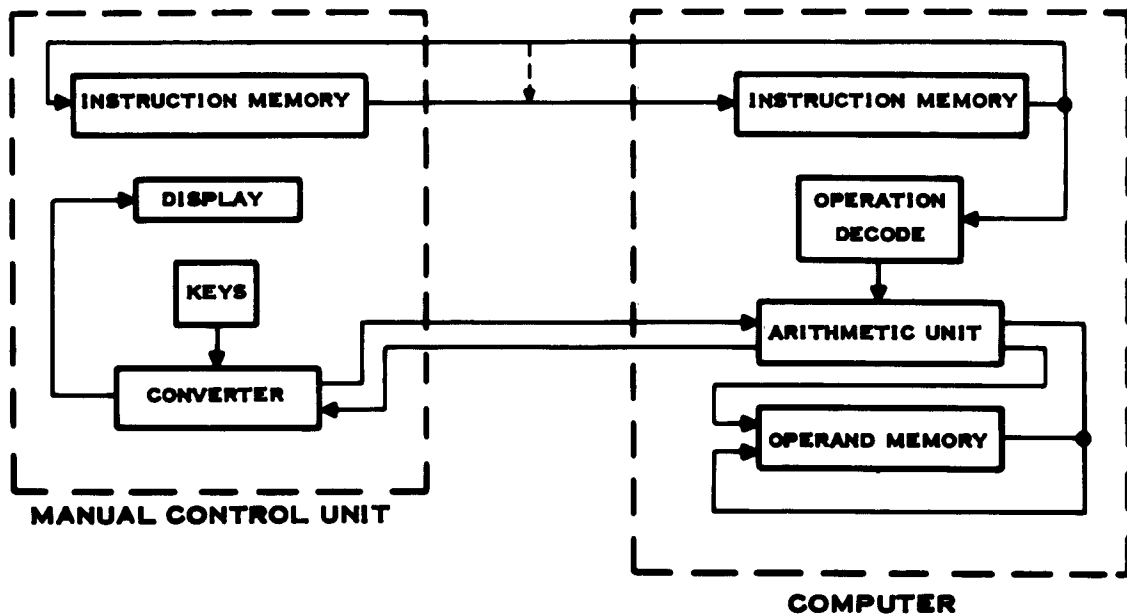 INSTRUCTION MEMORY
DISPLAY
KEYS
CONVERTER
MANUAL CONTROL UNIT
INSTRUCTION MEMORY
OPERATION
DECODE
ARITHMETIC UNIT
OPERAND MEMORY
COMPUTER